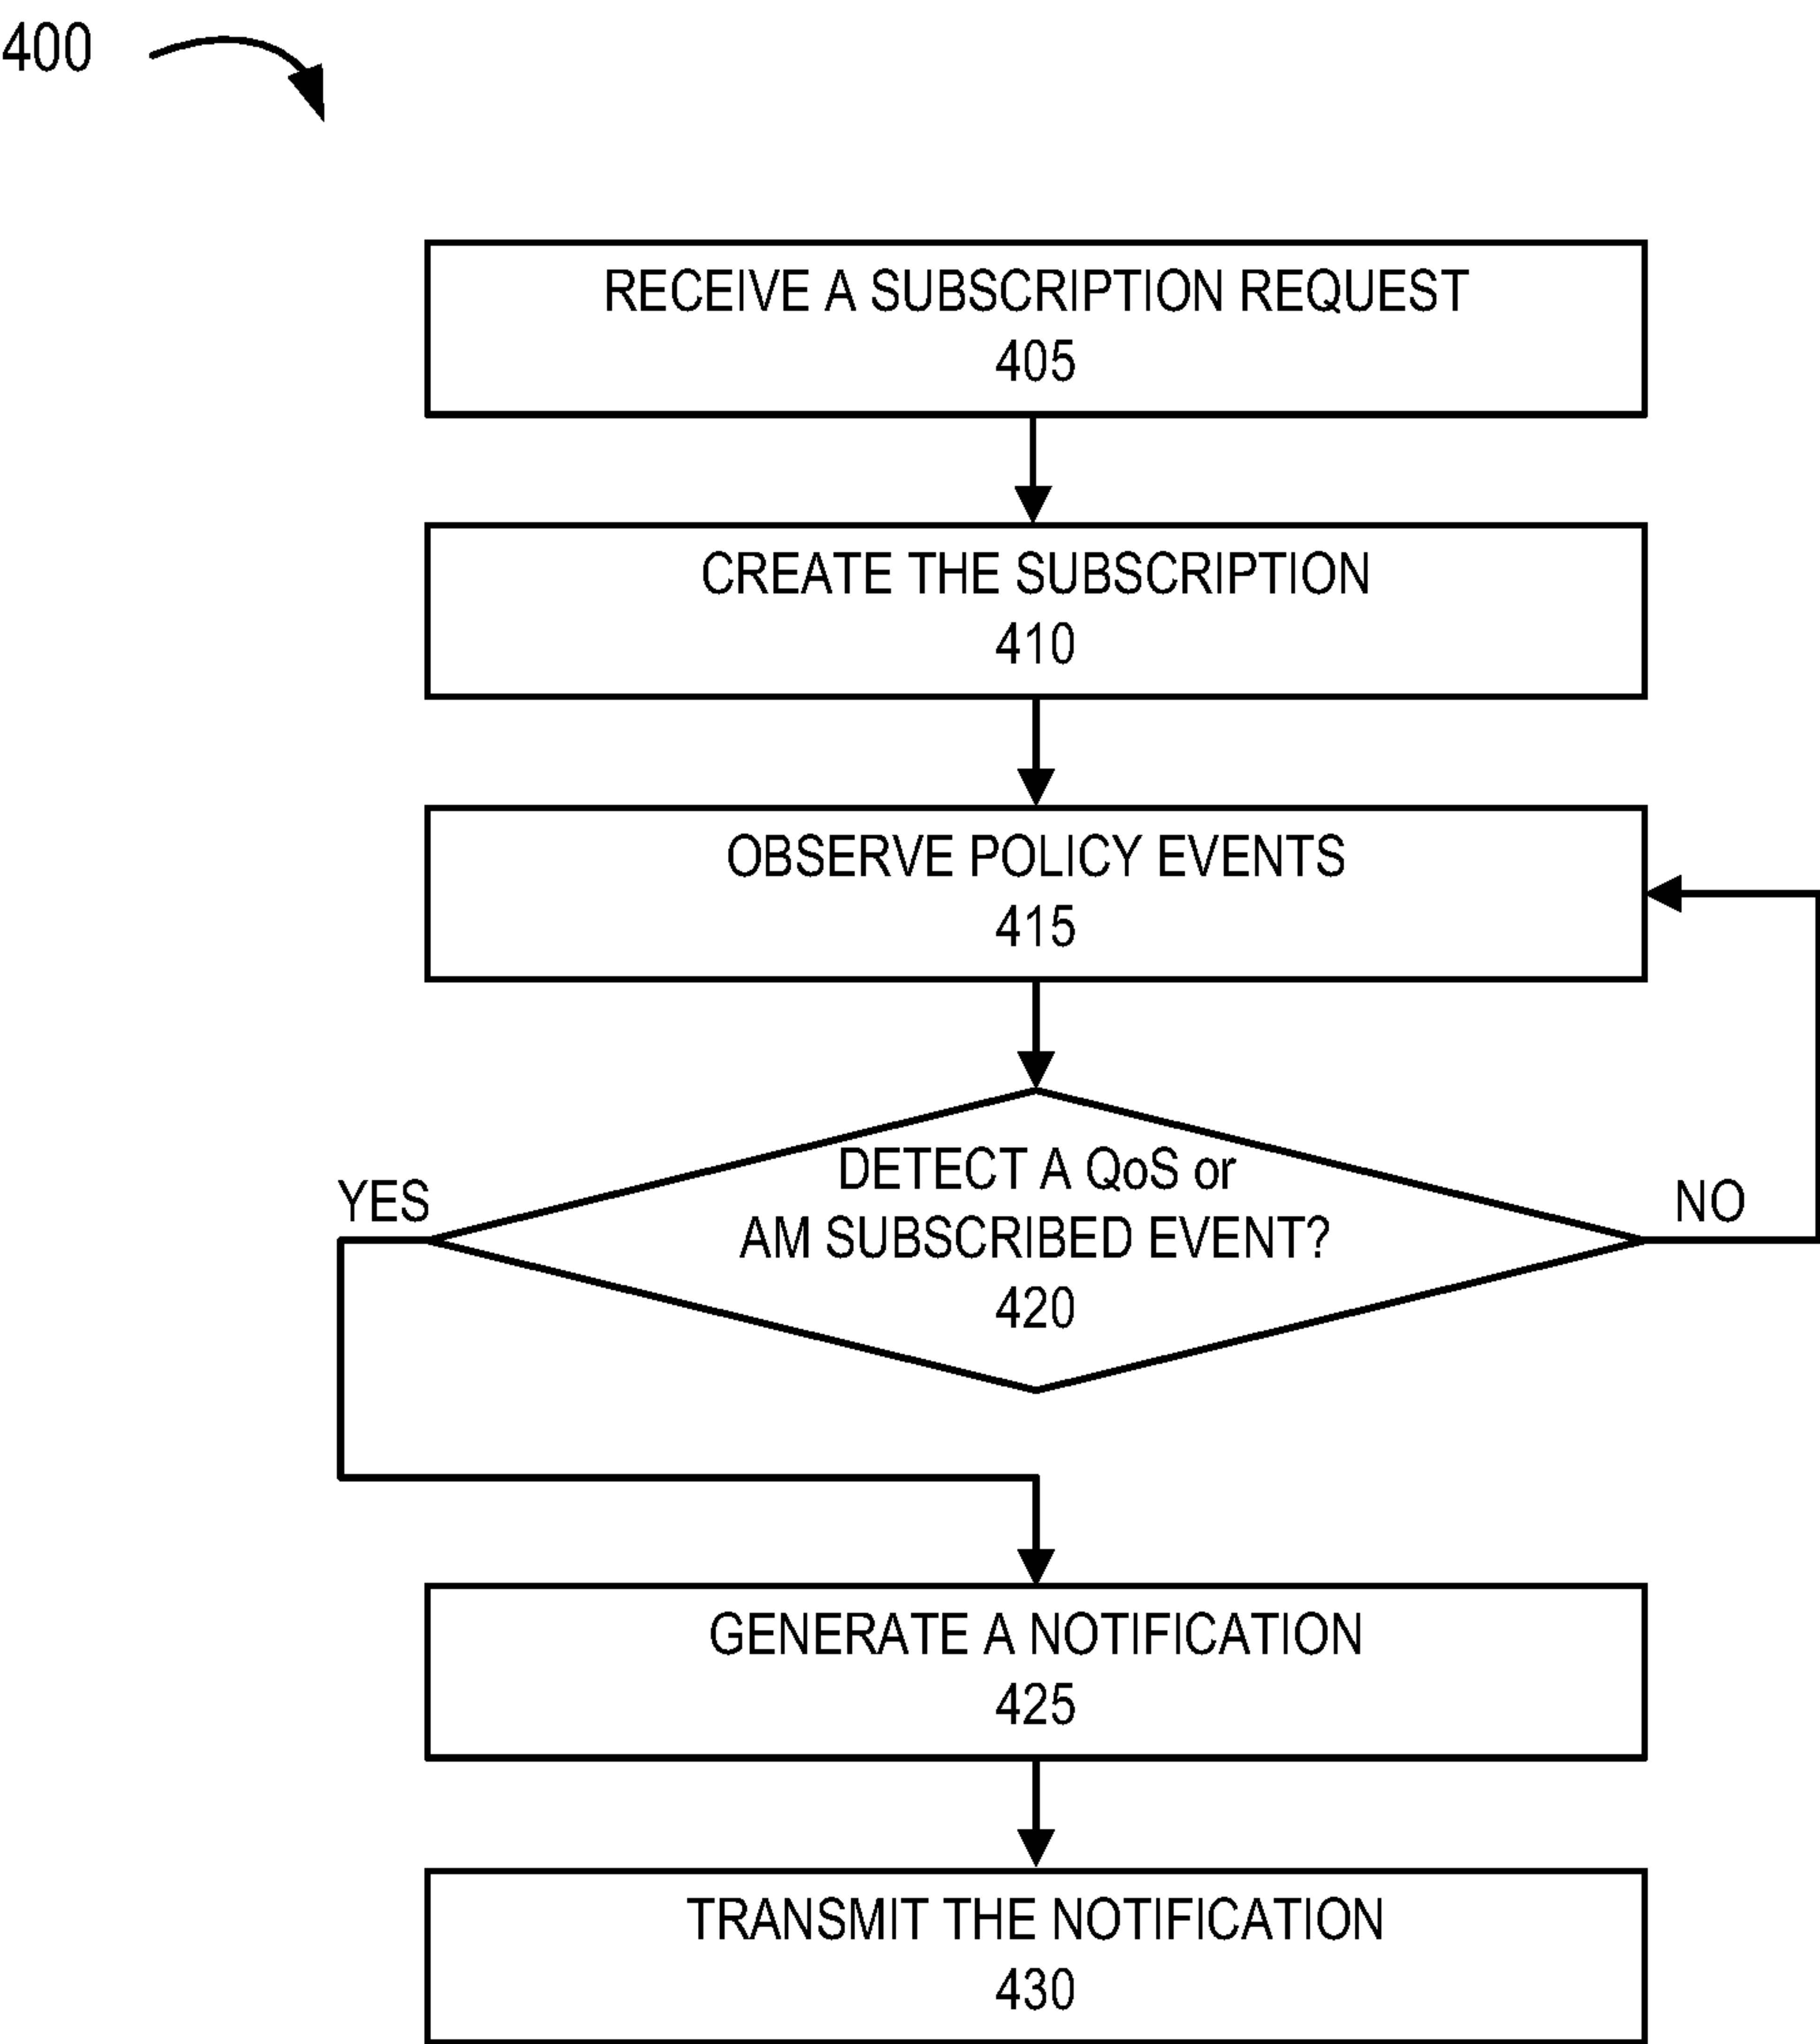 400
RECEIVE A SUBSCRIPTION REQUEST
405
CREATE THE SUBSCRIPTION
410
OBSERVE POLICY EVENTS
415
DETECT A QoS or
AM SUBSCRIBED EVENT?
420
YES
NO
GENERATE A NOTIFICATION
425
TRANSMIT THE NOTIFICATION
430